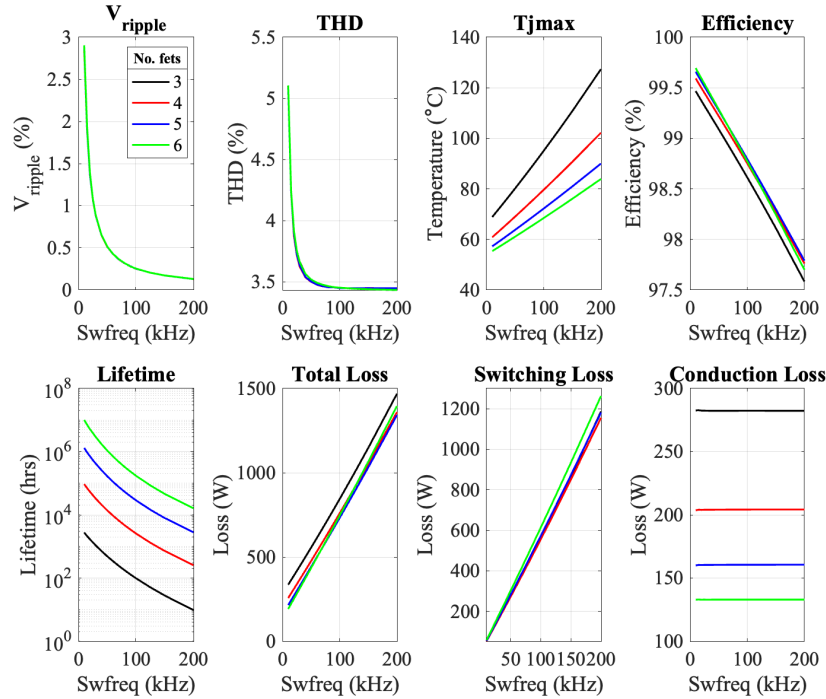 V_ripple
THD
Tjmax
Efficiency
V_ripple (%)
3
2.5
2
1.5
1
0.5
0
No. fets
3
4
5
6
0 100 200
Swfreq (kHz)
THD (%)
5.5
5
4.5
4
3.5
0 100 200
Swfreq (kHz)
Temperature (°C)
140
120
100
80
60
40
0 100 200
Swfreq (kHz)
Efficiency (%)
100
99.5
99
98.5
98
97.5
0 100 200
Swfreq (kHz)
Lifetime
Total Loss
Switching Loss
Conduction Loss
Lifetime (hrs)
10^8
10^6
10^4
10^2
10^0
0 100 200
Swfreq (kHz)
Loss (W)
1500
1000
500
0
0 100 200
Swfreq (kHz)
Loss (W)
1200
1000
800
600
400
200
50 100 150 200
Swfreq (kHz)
Loss (W)
300
250
200
150
100
0 100 200
Swfreq (kHz)